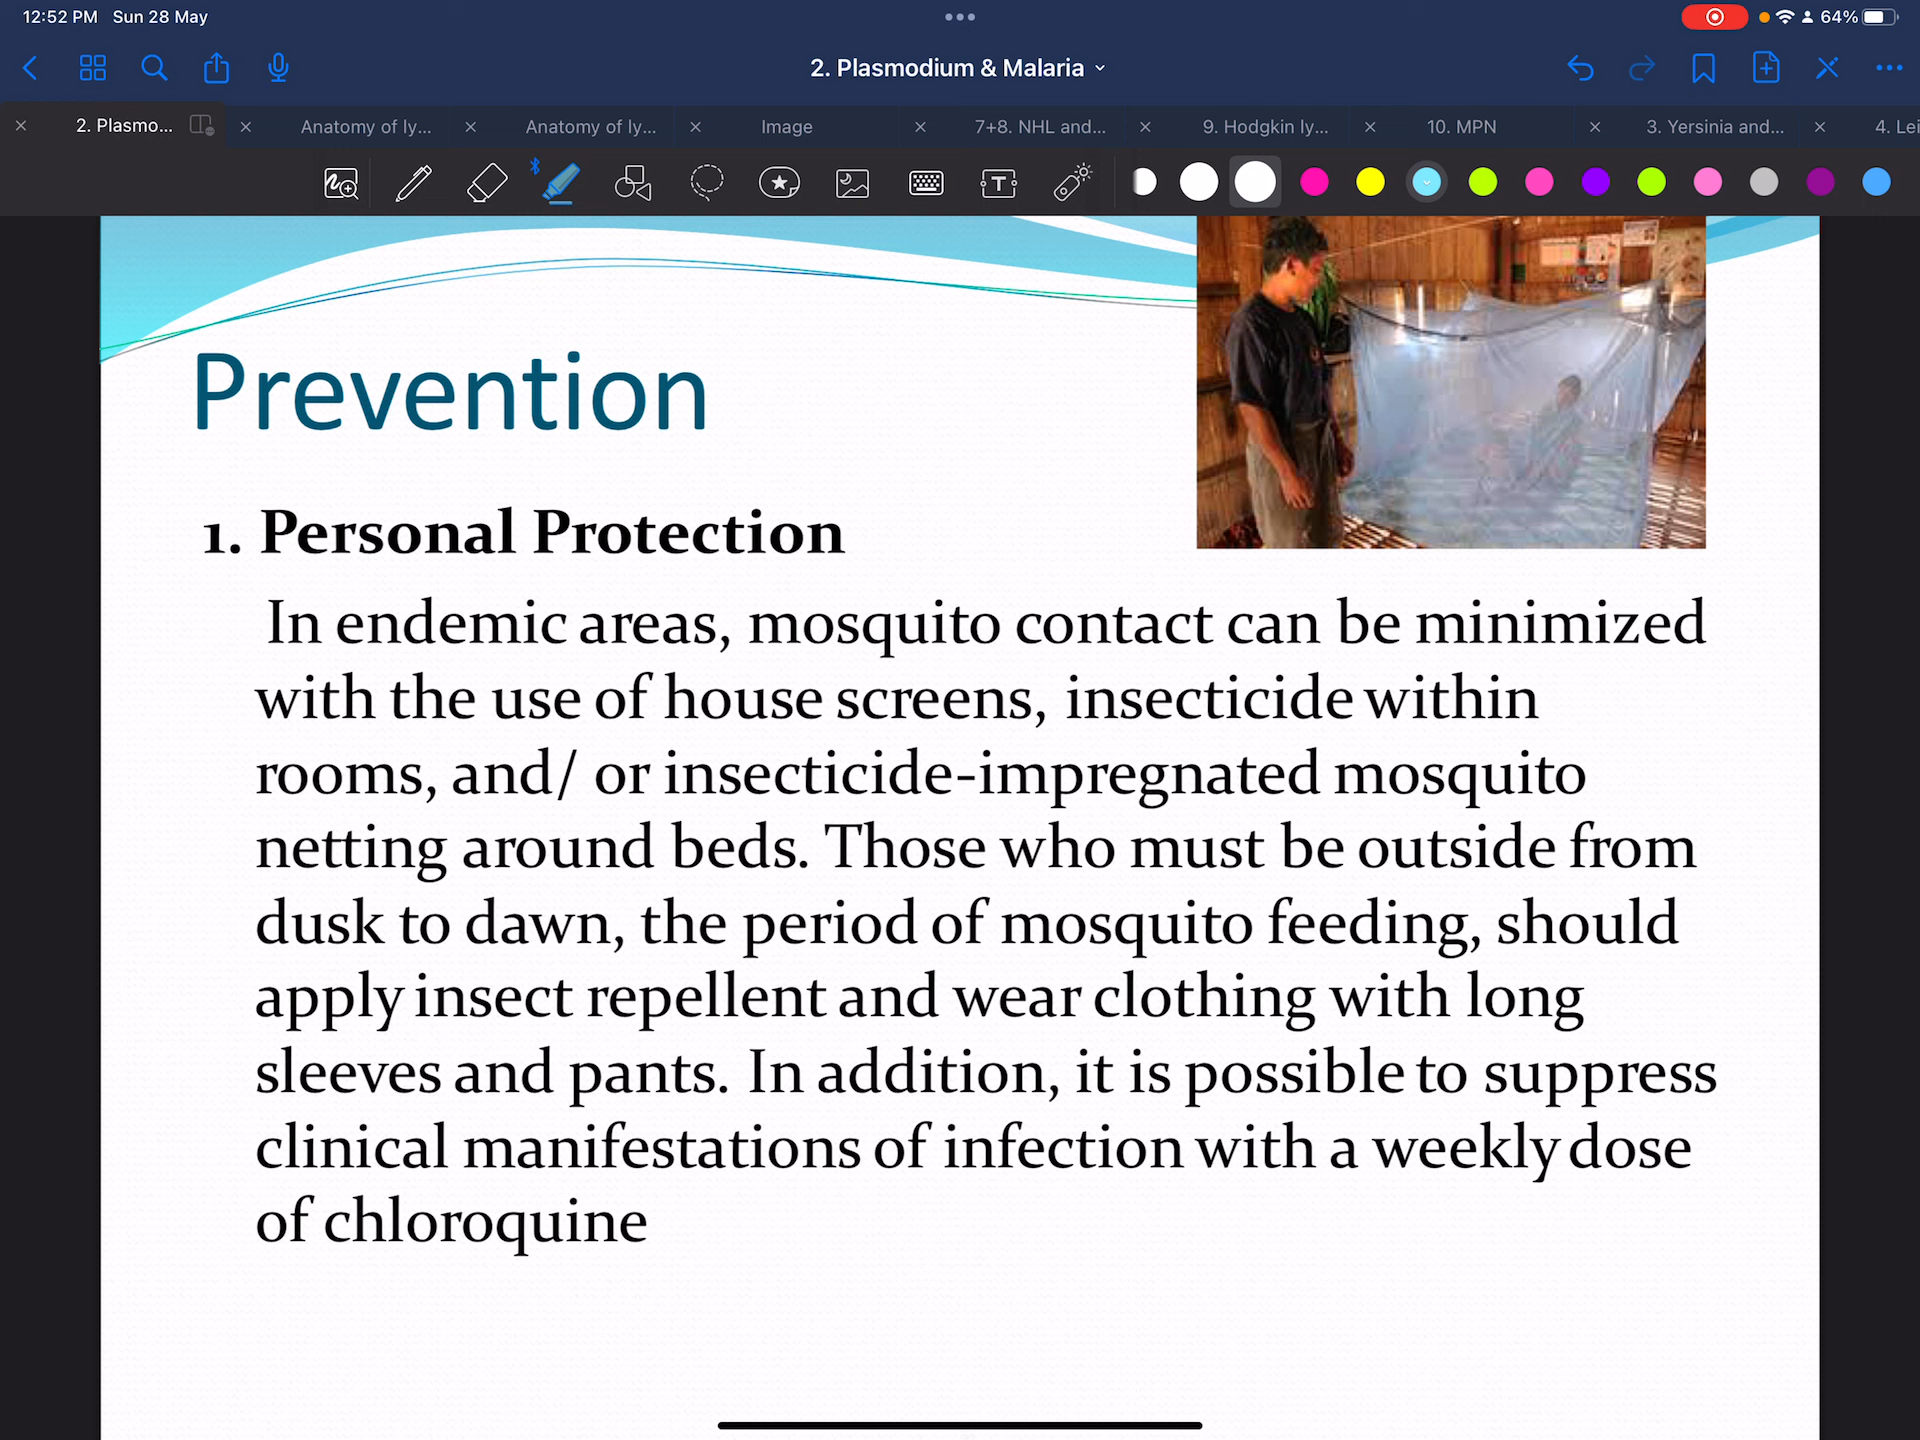 12:52 PM Sun 28 May
64%
2. Plasmodium & Malaria
2. Plasmo...
Anatomy of ly...
Anatomy of ly...
Image
7+8. NHL and...
9. Hodgkin ly...
10. MPN
3. Yersinia and...
4. Lei
T
Prevention
1. Personal Protection
In endemic areas, mosquito contact can be minimized
with the use of house screens, insecticide within
rooms, and/ or insecticide-impregnated mosquito
netting around beds. Those who must be outside from
dusk to dawn, the period of mosquito feeding, should
apply insect repellent and wear clothing with long
sleeves and pants. In addition, it is possible to suppress
clinical manifestations of infection with a weekly dose
of chloroquine